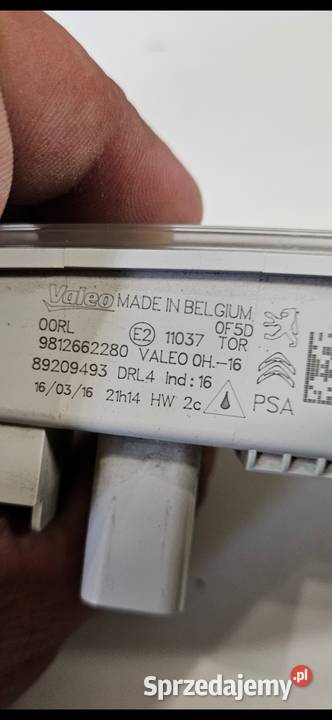 Valeo MADE IN BELGIUM
0F5D
00RL E2 11037 TOR
9812662280 VALEO 0H.-16
89209493 DRL4 Ind:16
16/03/16 21h14 HW 2c PSA
Sprzedajemy.pl